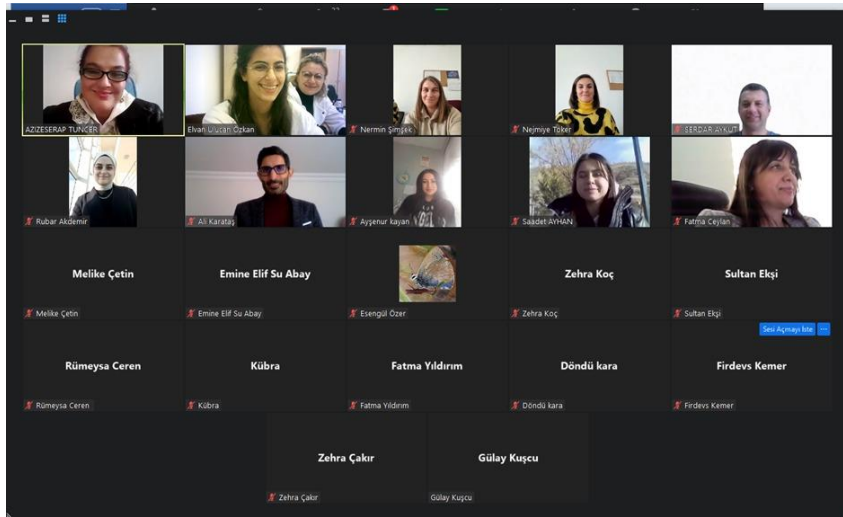 AZIZESERAP TUNCER
Elvan Ulucan Özkan
Nermin Şimşek
Nejmiye Toker
SERDAR AYKUT
Rubar Akdemir
Ali Karataş
Ayşenur kayan
Saadet AYHAN
Fatma Ceylan
Melike Çetin
Melike Çetin
Emine Elif Su Abay
Emine Elif Su Abay
Esengül Özer
Zehra Koç
Zehra Koç
Sultan Ekşi
Sultan Ekşi
Sesi Açmayı İste
Rümeysa Ceren
Rümeysa Ceren
Kübra
Kübra
Fatma Yıldırım
Fatma Yıldırım
Döndü kara
Döndü kara
Firdevs Kemer
Firdevs Kemer
Zehra Çakır
Zehra Çakır
Gülay Kuşcu
Gülay Kuşcu